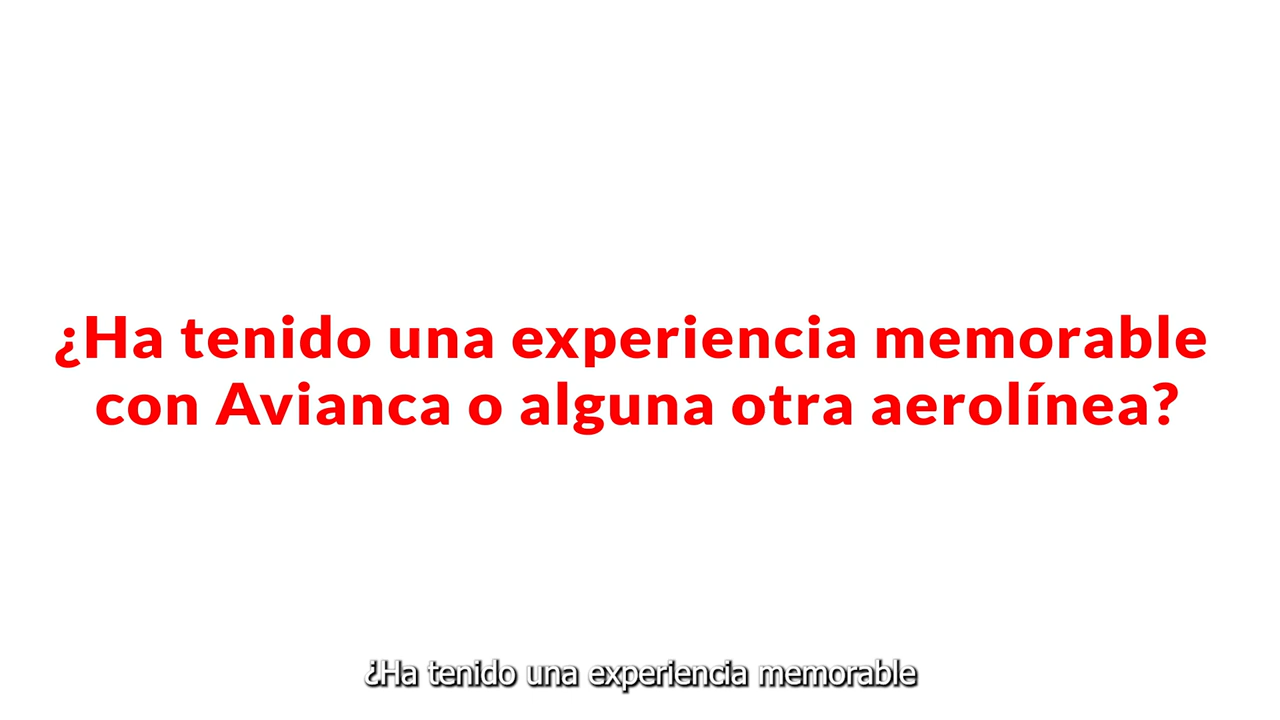 ¿Ha tenido una experiencia memorable
con Avianca o alguna otra aerolínea?
¿Ha tenido una experiencia memorable